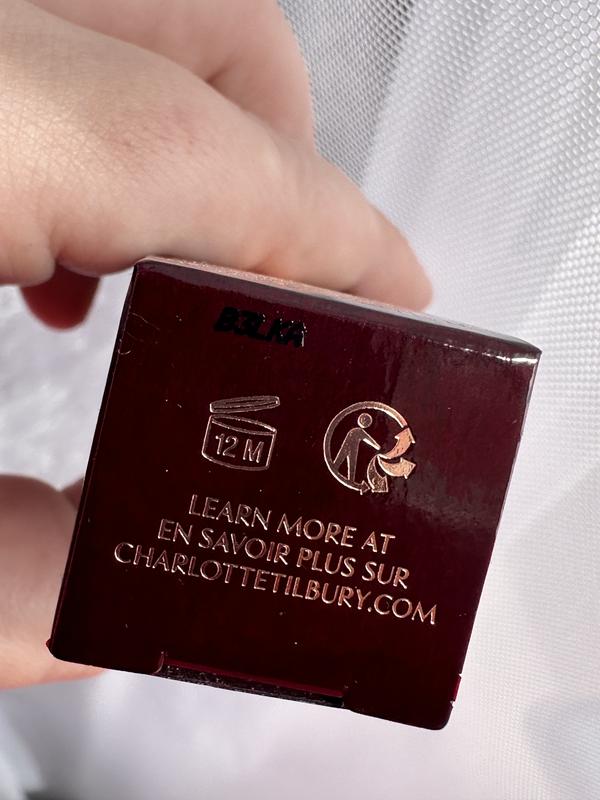 B3LKA
12 M
LEARN MORE AT
EN SAVOIR PLUS SUR
CHARLOTTETILBURY.COM